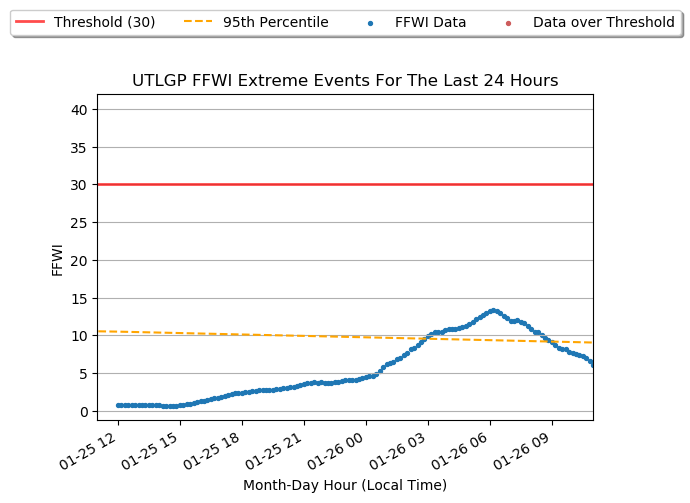 Threshold (30) 95th Percentile FFWI Data Data over Threshold
UTLGP FFWI Extreme Events For The Last 24 Hours
40
35
30
25
20
15
10
5
0
FFWI
01-25 12 01-25 15 01-25 18 01-25 21 01-26 00 01-26 03 01-26 06 01-26 09
Month-Day Hour (Local Time)